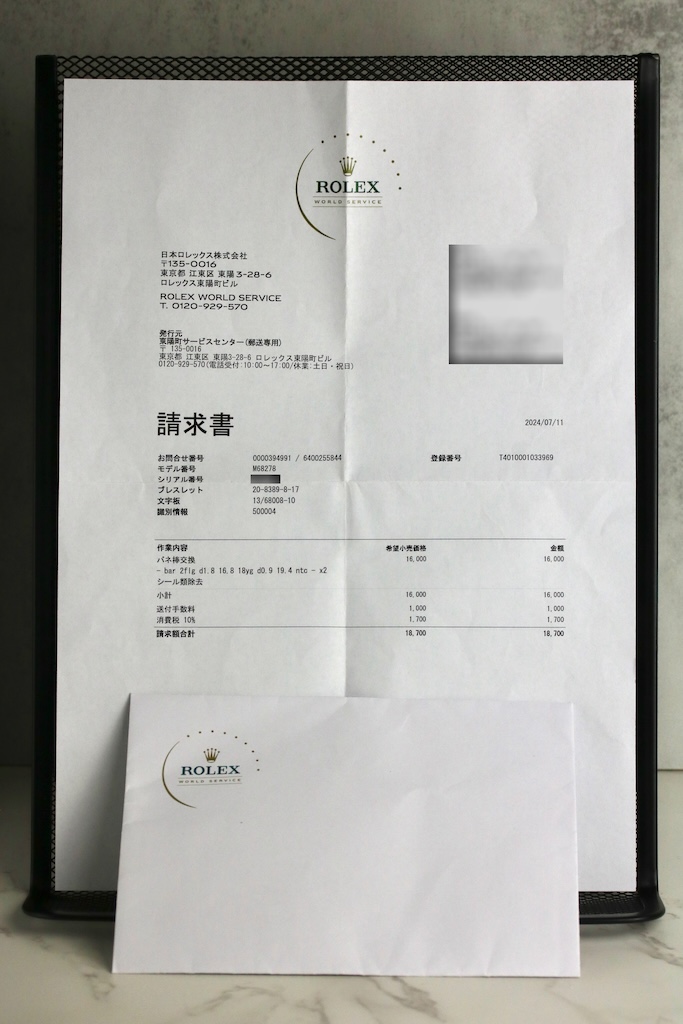 ROLEX
WORLD SERVICE
日本ロレックス株式会社
〒135-0016
東京都 江東区 東陽 3-28-6
ロレックス東陽町ビル
ROLEX WORLD SERVICE
T. 0120-929-570
発行元
東陽町サービスセンター(郵送専用)
〒 135-0016
東京都 江東区 東陽3-28-6 ロレックス東陽町ビル
0120-929-570(電話受付:10:00～17:00/休業:土日・祝日)
請求書
2024/07/11
お問合せ番号 0000394991 / 6400255844 登録番号 T4010001033969
モデル番号 M68278
シリアル番号
ブレスレット 20-8389-8-17
文字板 13/68008-10
識別情報 500004
作業内容 希望小売価格 金額
バネ棒交換 16,000 16,000
- bar 2flg d1.8 16.8 18yg d0.9 19.4 ntc - x2
シール類除去
小計 16,000 16,000
送付手数料 1,000 1,000
消費税 10% 1,700 1,700
請求額合計 18,700 18,700
ROLEX
WORLD SERVICE